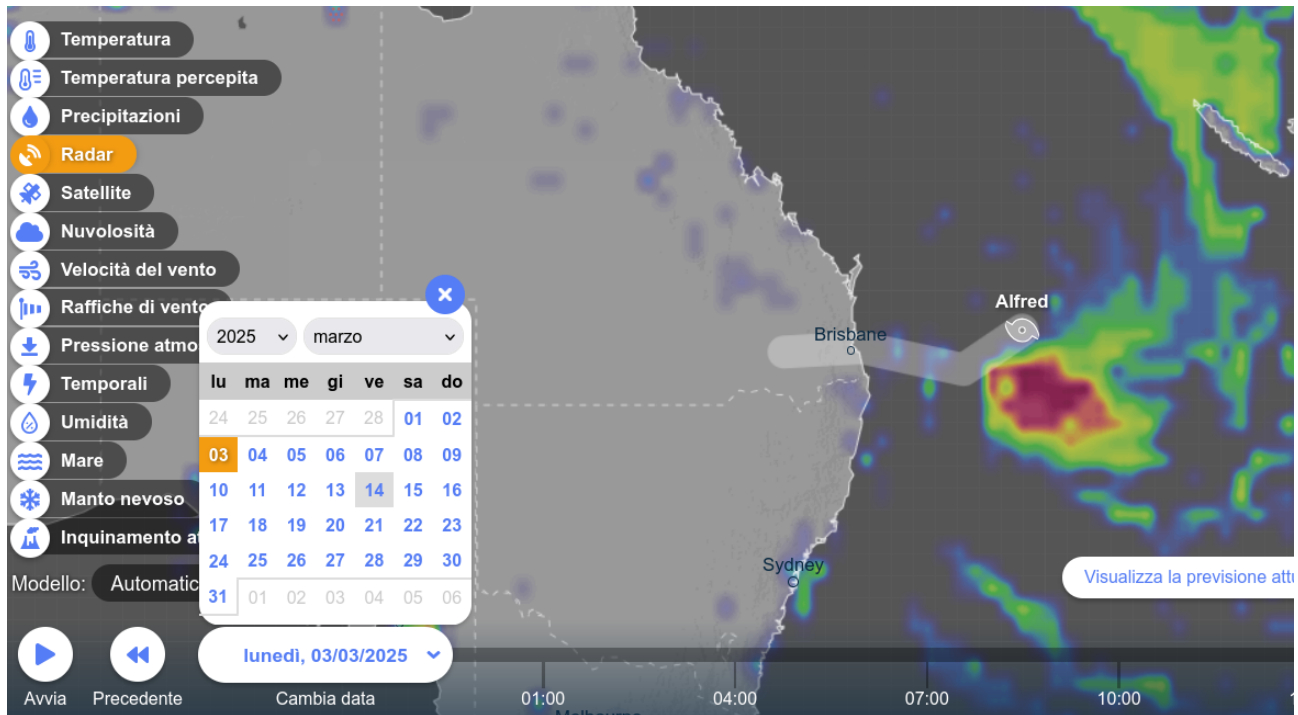 Temperatura
Temperatura percepita
Precipitazioni
Radar
Satellite
Nuvolosità
Velocità del vento
Raffiche di vento
Pressione atmo
Temporali
Umidità
Mare
Manto nevoso
Inquinamento at
Modello: Automatic
2025 marzo
lu ma me gi ve sa do
24 25 26 27 28 01 02
03 04 05 06 07 08 09
10 11 12 13 14 15 16
17 18 19 20 21 22 23
24 25 26 27 28 29 30
31 01 02 03 04 05 06
Alfred
Brisbane
Sydney
Visualizza la previsione attu
lunedì, 03/03/2025
Avvia Precedente Cambia data 01:00 04:00 07:00 10:00
Melbourne